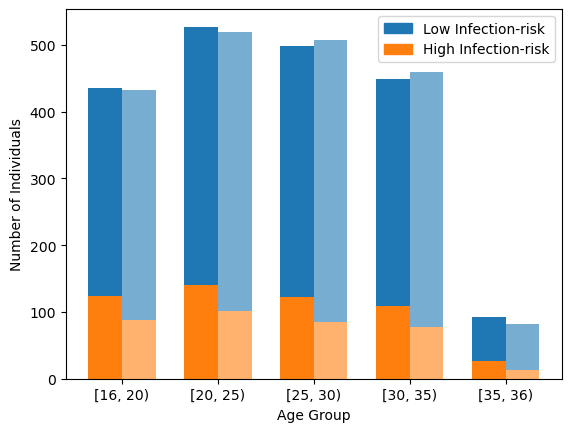 Low Infection-risk
High Infection-risk
Number of Individuals
500
400
300
200
100
0
[16, 20)
[20, 25)
[25, 30)
[30, 35)
[35, 36)
Age Group